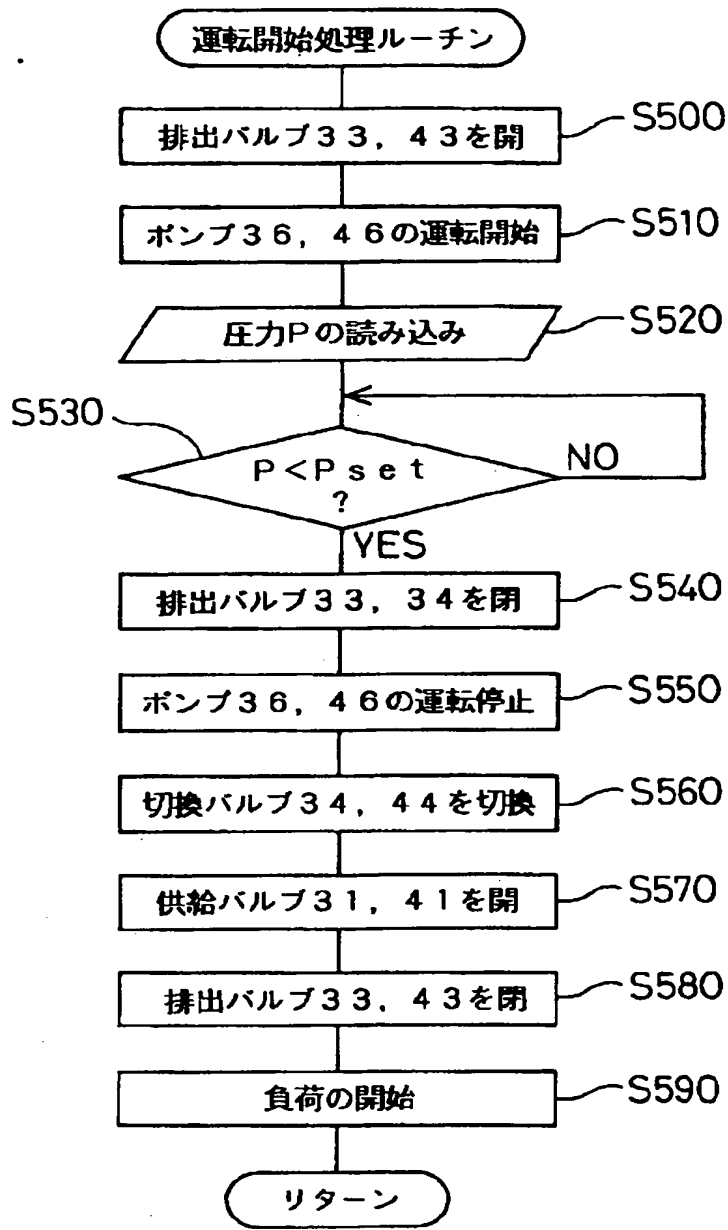 運転開始処理ルーチン
排出バルブ33，43を開
S500
ポンプ36，46の運転開始
S510
圧力Pの読み込み
S520
S530
P＜Pset
?
NO
YES
排出バルブ33，34を閉
S540
ポンプ36，46の運転停止
S550
切換バルブ34，44を切換
S560
供給バルブ31，41を開
S570
排出バルブ33，43を閉
S580
負荷の開始
S590
リターン